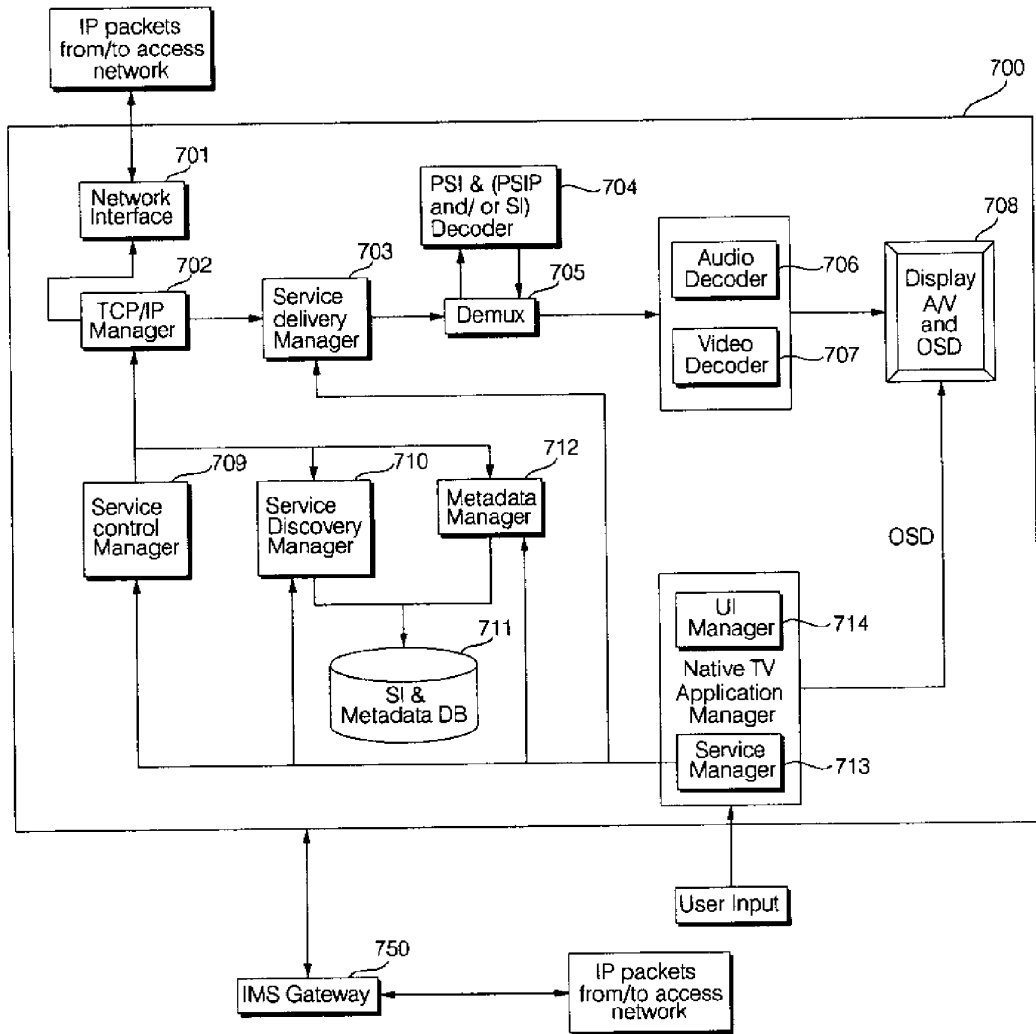 IP packets
from/to access
network
700
701
Network
Interface
PSI & (PSIP
and/ or SI)
Decoder
704
708
702
703
705
TCP/IP
Manager
Service
delivery
Manager
Demux
Audio
Decoder
706
Video
Decoder
707
Display
A/V
and
OSD
709
710
712
Service
control
Manager
Service
Discovery
Manager
Metadata
Manager
OSD
711
SI &
Metadata DB
UI
Manager
714
Native TV
Application
Manager
Service
Manager
713
User Input
750
IMS Gateway
IP packets
from/to access
network